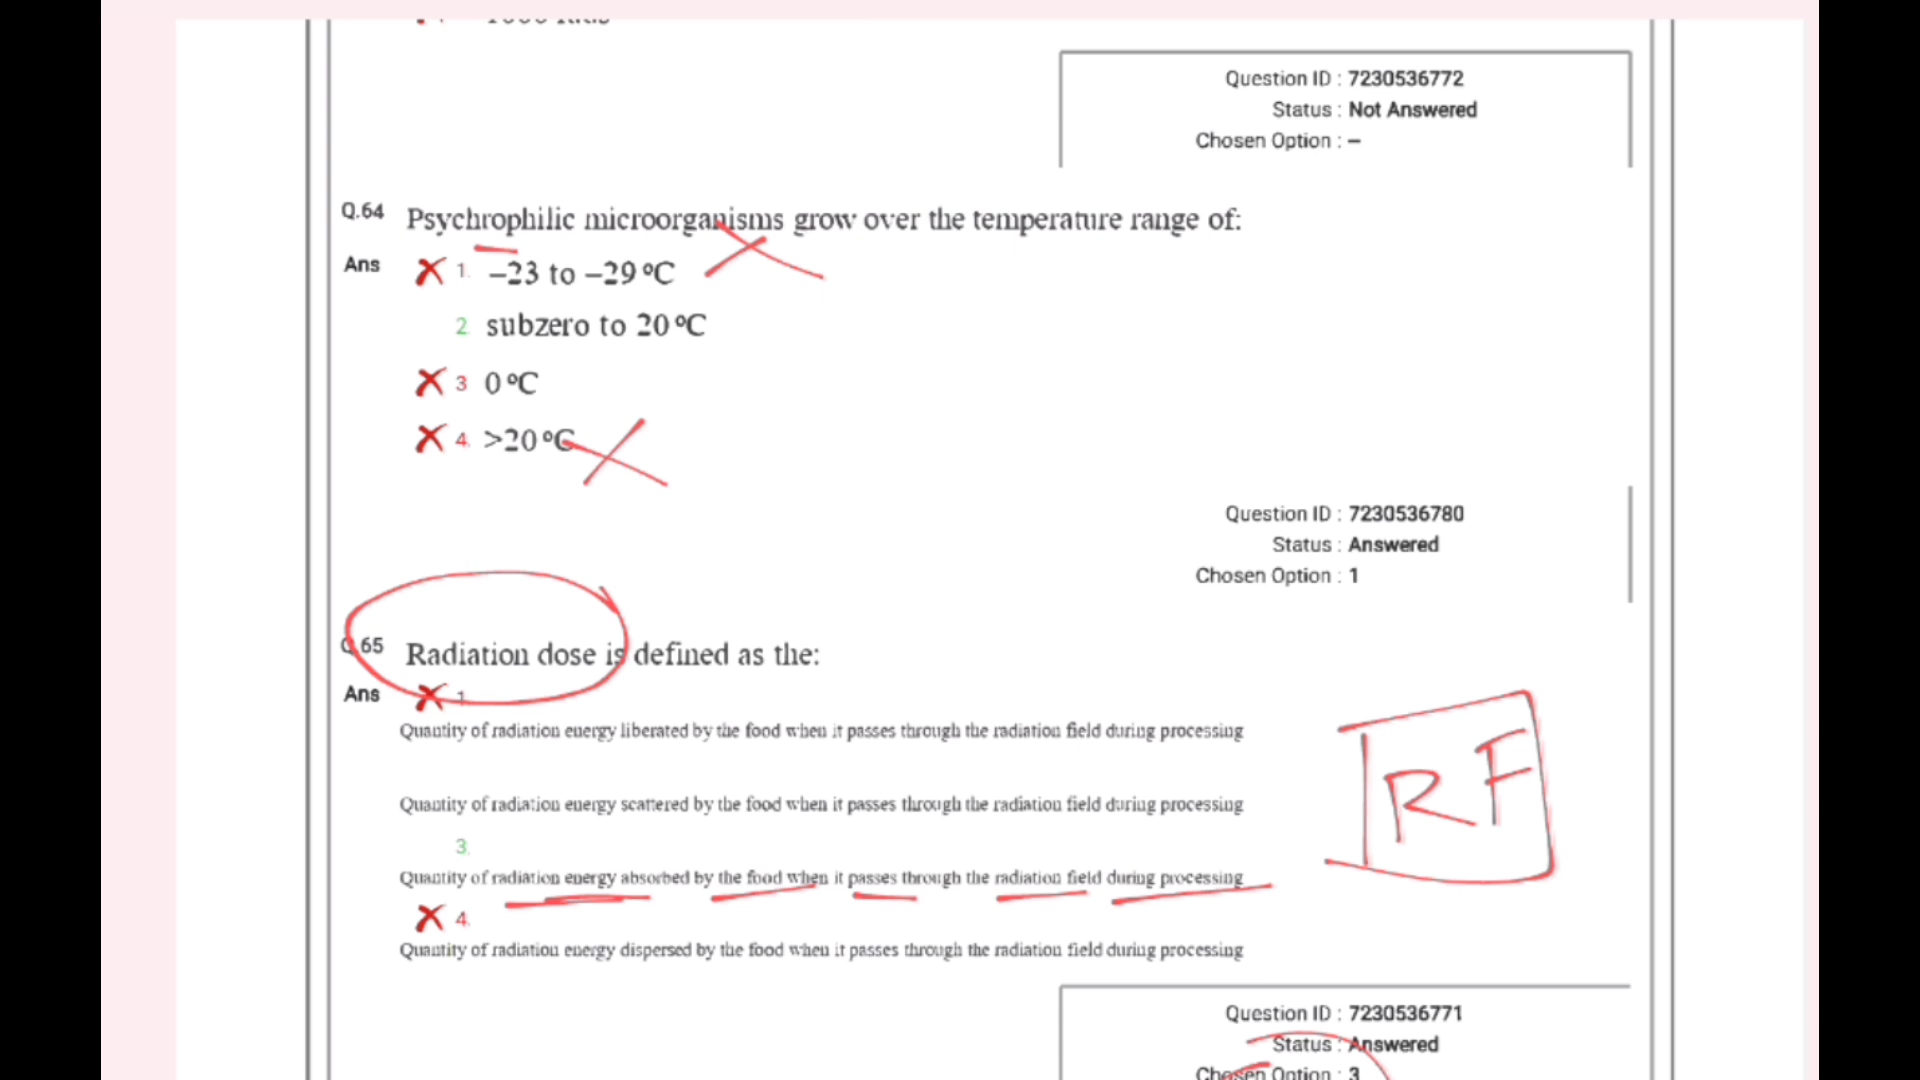 Question ID : 7230536772
Status : Not Answered
Chosen Option : –
Q.64 Psychrophilic microorganisms grow over the temperature range of:
Ans 1. –23 to –29 °C
2. subzero to 20 °C
3 0 °C
4. >20 °C
Question ID : 7230536780
Status : Answered
Chosen Option : 1
Q.65 Radiation dose is defined as the:
Ans 1.
Quantity of radiation energy liberated by the food when it passes through the radiation field during processing
Quantity of radiation energy scattered by the food when it passes through the radiation field during processing
3.
Quantity of radiation energy absorbed by the food when it passes through the radiation field during processing
RF
4.
Quantity of radiation energy dispersed by the food when it passes through the radiation field during processing
Question ID : 7230536771
Status : Answered
Chosen Option : 3